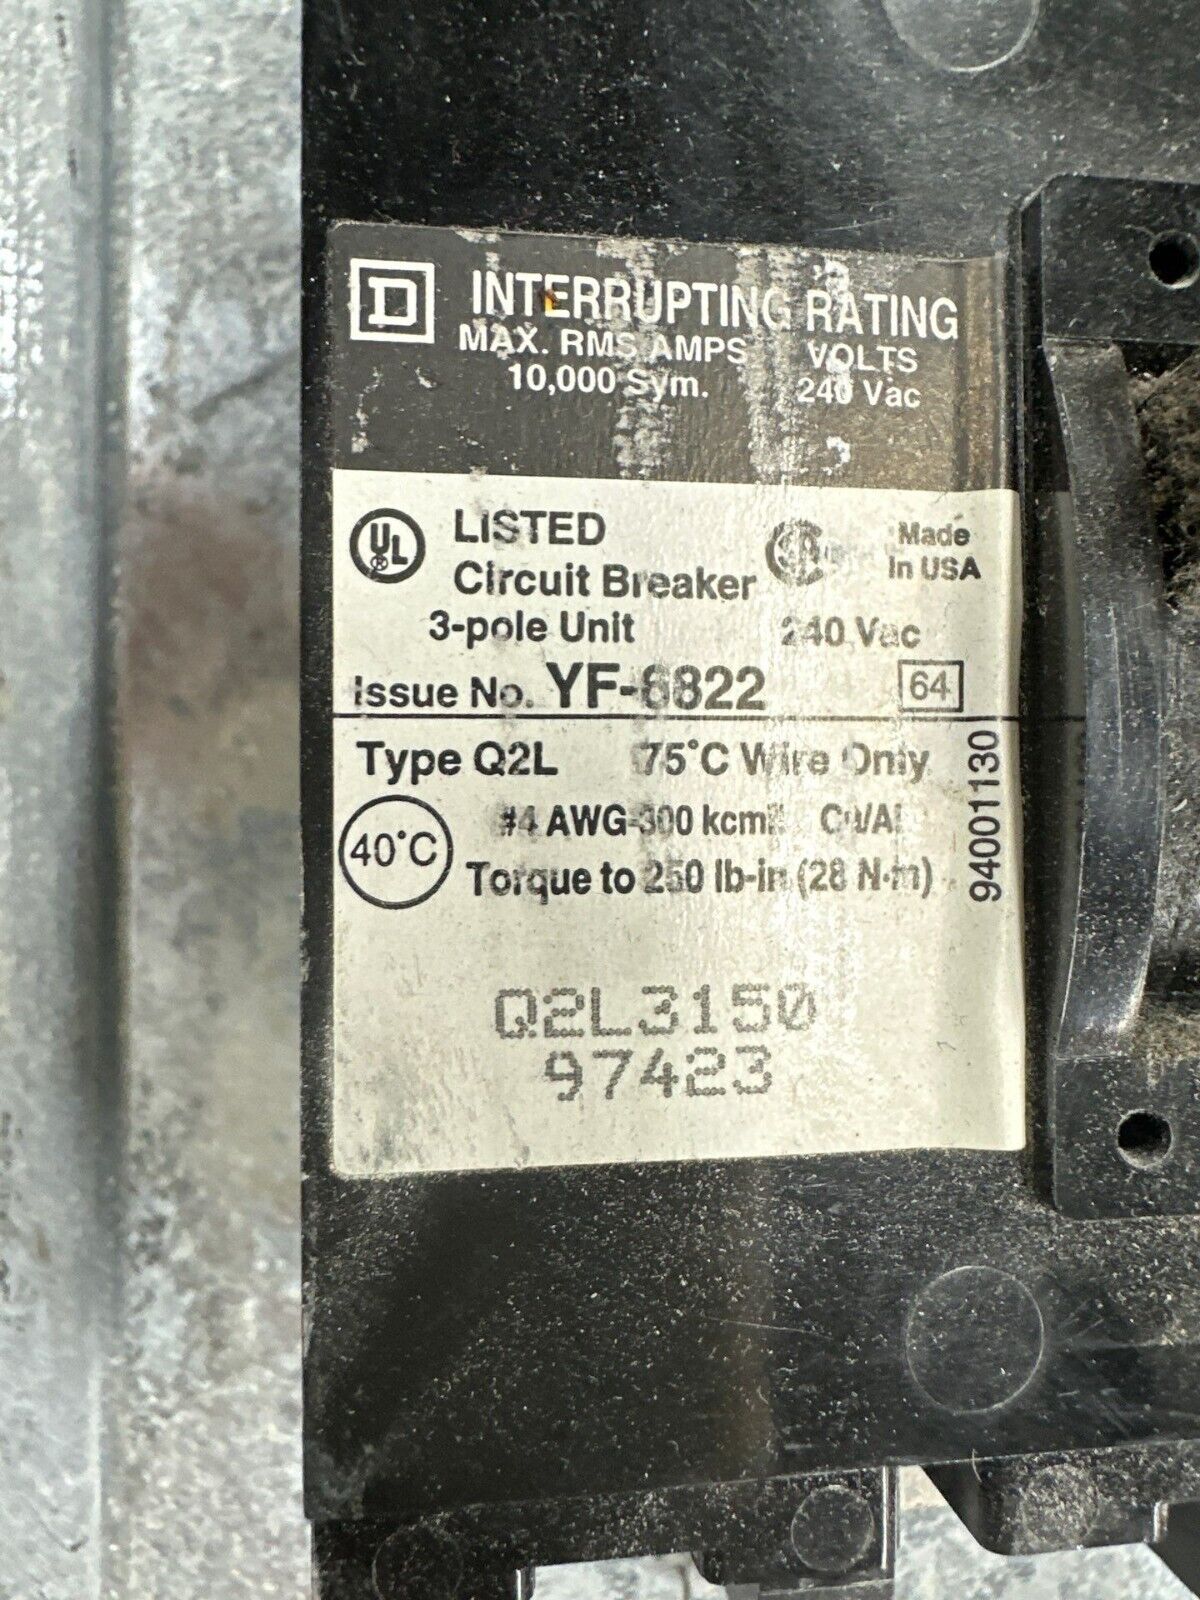 D INTERRUPTING RATING
MAX. RMS AMPS VOLTS
10,000 Sym. 240 Vac
UL ® LISTED
Circuit Breaker
Made
In USA
3-pole Unit 240 Vac
Issue No. YF-6822 64
Type Q2L 75°C Wire Only
40°C
#4 AWG-300 kcmil Cu/Al
Torque to 250 lb-in (28 N·m)
94001130
Q2L3150
97423